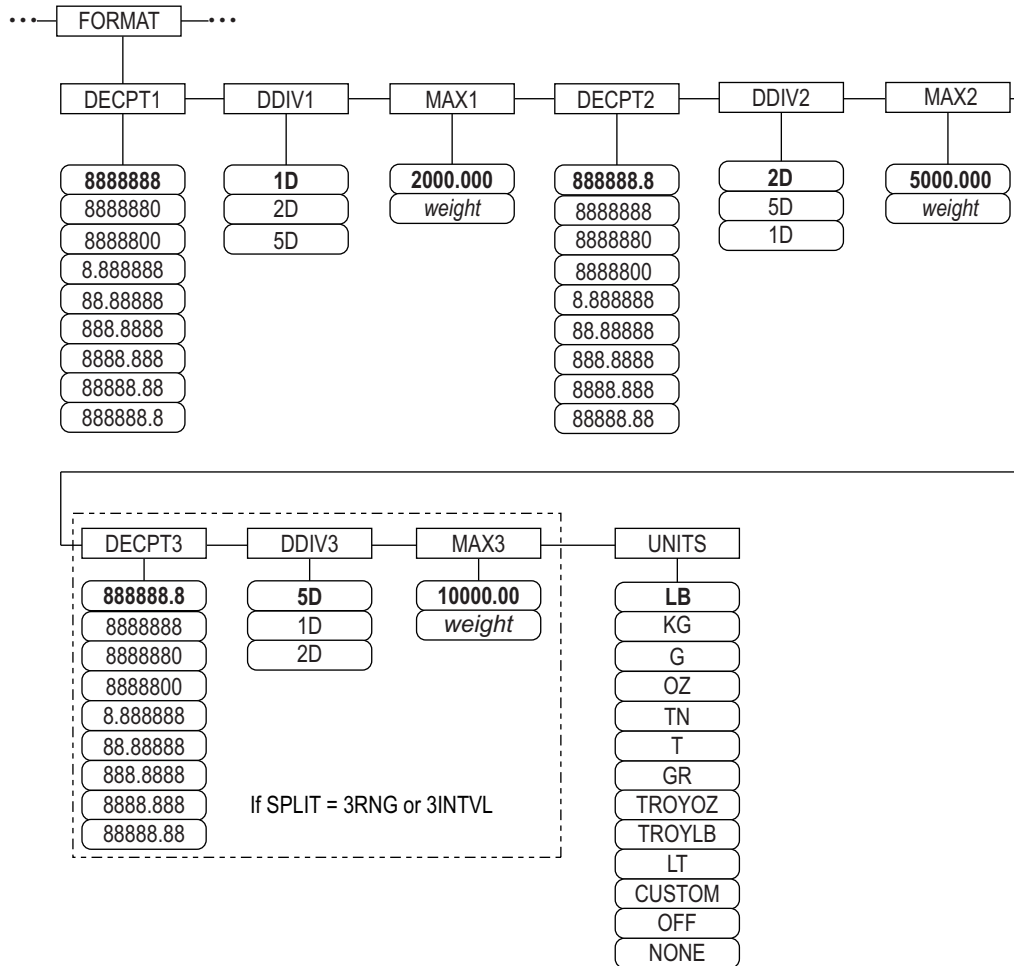 ••• FORMAT •••
DECPT1 DDIV1 MAX1 DECPT2 DDIV2 MAX2
8888888 1D 2000.000 888888.8 2D 5000.000
8888880 2D weight 8888888 5D weight
8888800 5D 8888880 1D
8.888888 8888800
88.88888 8.888888
888.8888 88.88888
8888.888 888.8888
88888.88 8888.888
888888.8 88888.88
DECPT3 DDIV3 MAX3 UNITS
888888.8 5D 10000.00 LB
8888888 1D weight KG
8888880 2D G
8888800 OZ
8.888888 TN
88.88888 T
888.8888 GR
8888.888 If SPLIT = 3RNG or 3INTVL TROYOZ
88888.88 TROYLB
LT
CUSTOM
OFF
NONE